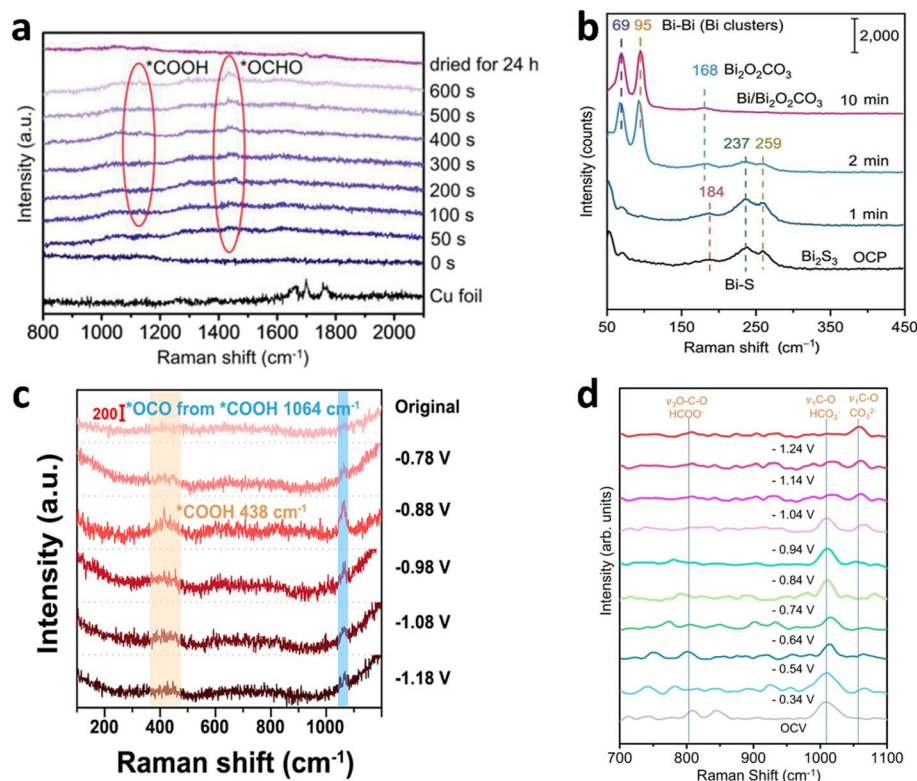 a
*COOH
*OCHO
dried for 24 h
600 s
500 s
400 s
300 s
200 s
100 s
50 s
0 s
Cu foil
Intensity (a.u.)
800 1000 1200 1400 1600 1800 2000
Raman shift (cm⁻¹)
b
69 95 Bi-Bi (Bi clusters) 2,000
168 Bi₂O₂CO₃
Bi/Bi₂O₂CO₃ 10 min
237 259 2 min
184 1 min
Bi₂S₃ OCP
Bi-S
Intensity (counts)
50 150 250 350 450
Raman shift (cm⁻¹)
c
200 *OCO from *COOH 1064 cm⁻¹ Original
-0.78 V
-0.88 V
*COOH 438 cm⁻¹
-0.98 V
-1.08 V
-1.18 V
Intensity (a.u.)
200 400 600 800 1000
Raman shift (cm⁻¹)
d
ν₃O-C-O ν₁C-O ν₁C-O
HCOO⁻ HCO₃⁻ CO₃²⁻
- 1.24 V
- 1.14 V
- 1.04 V
- 0.94 V
- 0.84 V
- 0.74 V
- 0.64 V
- 0.54 V
- 0.34 V
OCV
Intensity (arb. units)
700 800 900 1000 1100
Raman Shift (cm⁻¹)